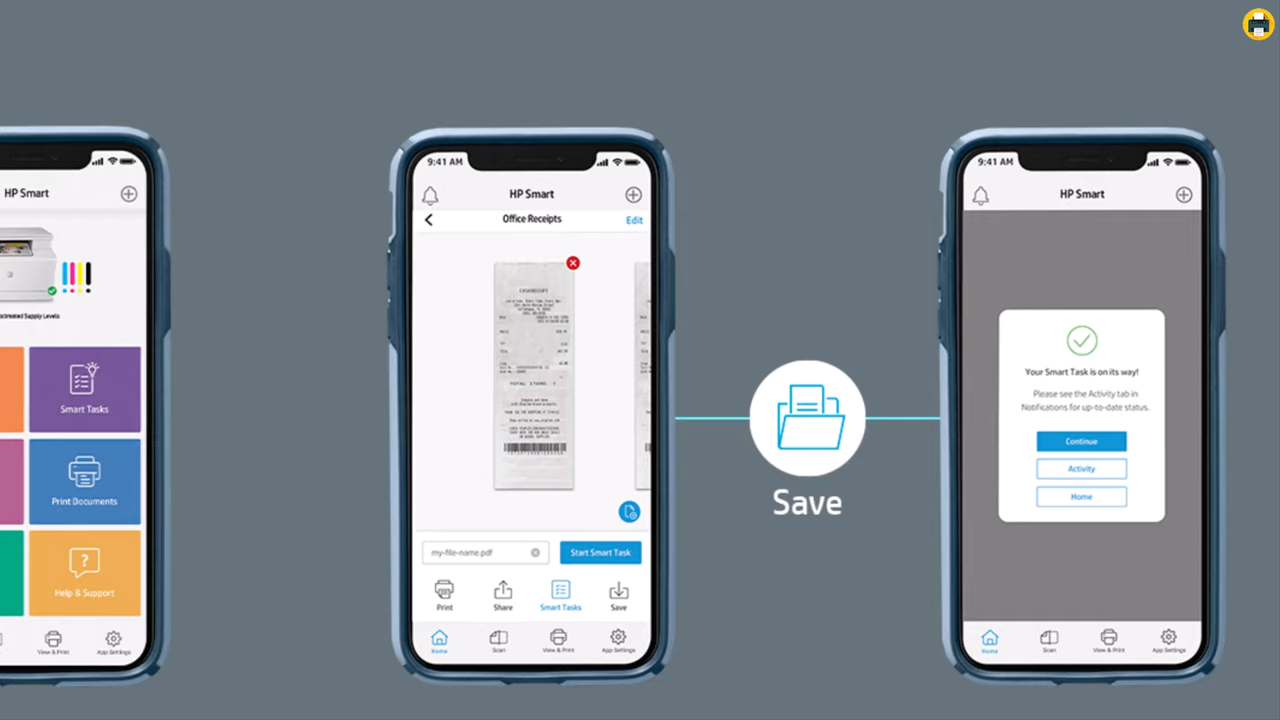 HP Smart
Estimated Supply Levels
Smart Tasks
Print Documents
?
Help & Support
View & Print
App Settings
9:41 AM
HP Smart
Office Receipts
Edit
TOTAL ITEMS
my-file-name.pdf
Start Smart Task
Print
Share
Smart Tasks
Save
Home
Scan
View & Print
App Settings
Save
9:41 AM
HP Smart
Your Smart Task is on its way!
Please see the Activity tab in
Notifications for up-to-date status.
Continue
Activity
Home
Home
Scan
View & Print
App Settings